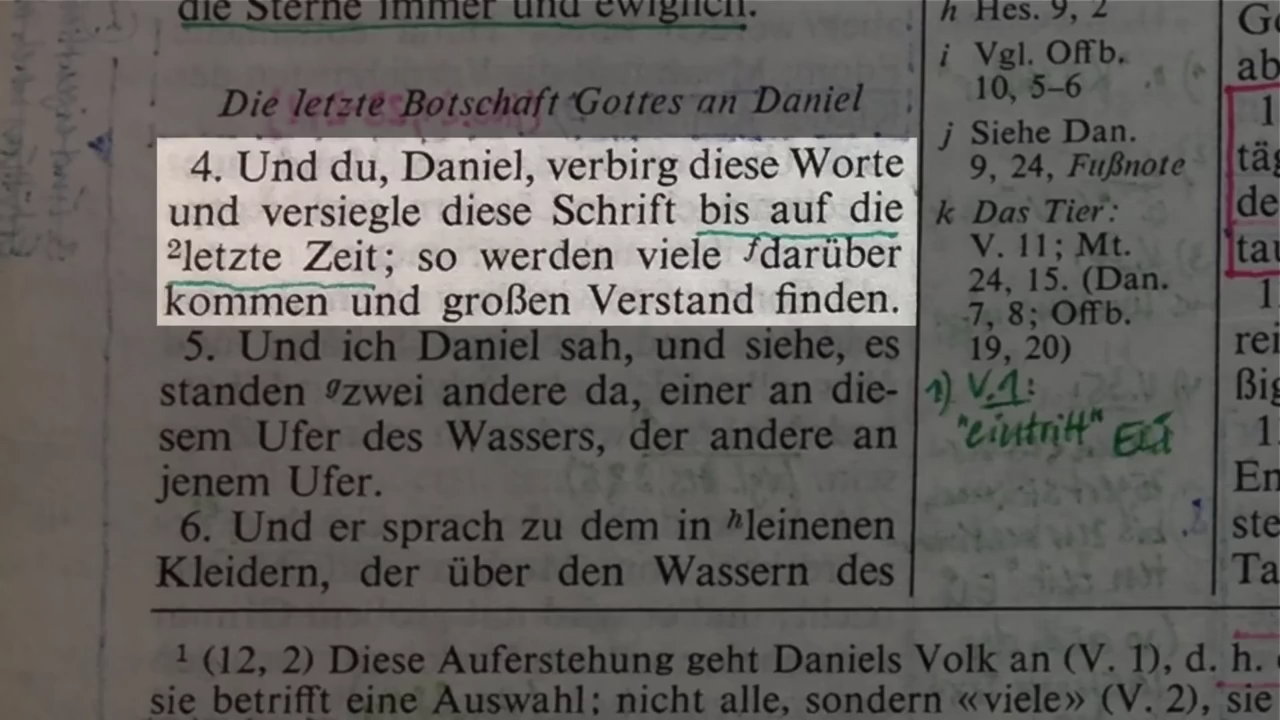 die Sterne immer und ewiglich.
Die letzte Botschaft Gottes an Daniel
4. Und du, Daniel, verbirg diese Worte
und versiegle diese Schrift bis auf die
²letzte Zeit; so werden viele ᶠdarüber
kommen und großen Verstand finden.
5. Und ich Daniel sah, und siehe, es
standen ᵍzwei andere da, einer an die-
sem Ufer des Wassers, der andere an
jenem Ufer.
6. Und er sprach zu dem in ʰleinenen
Kleidern, der über den Wassern des
h Hes. 9, 2
i Vgl. Offb.
10, 5–6
j Siehe Dan.
9, 24, Fußnote
k Das Tier:
V. 11; Mt.
24, 15. (Dan.
7, 8; Offb.
19, 20)
1) V.1:
"eintritt"
ab
1
täg
de
tau
1
rei
ßig
1
En
ste
Ta
¹ (12, 2) Diese Auferstehung geht Daniels Volk an (V. 1), d. h.
sie betrifft eine Auswahl; nicht alle, sondern «viele» (V. 2), sie